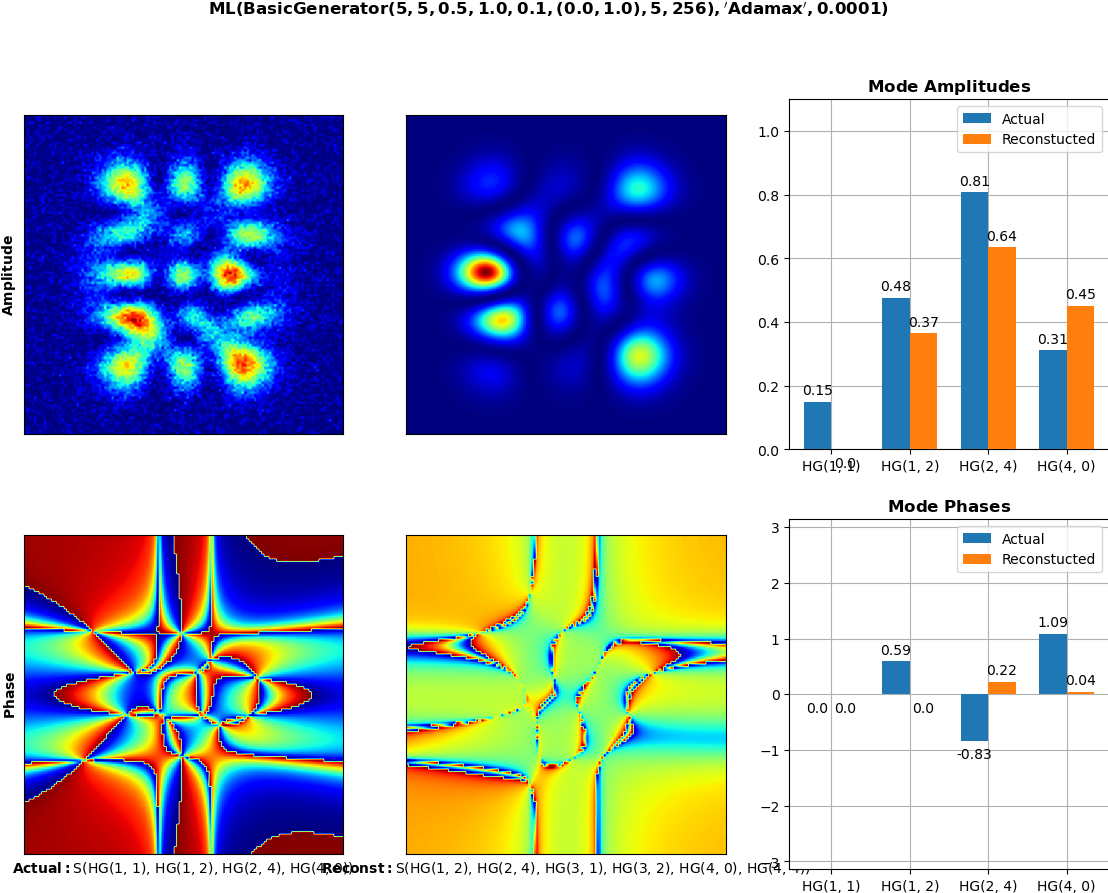 ML(BasicGenerator(5, 5, 0.5, 1.0, 0.1, (0.0, 1.0), 5, 256), ′Adamax′, 0.0001)
Amplitude
Mode Amplitudes
Actual
Reconstucted
1.0
0.8
0.6
0.4
0.2
0.0
0.15
0.0
0.48
0.37
0.81
0.64
0.31
0.45
HG(1, 1)
HG(1, 2)
HG(2, 4)
HG(4, 0)
Phase
Mode Phases
Actual
Reconstucted
3
2
1
0
−1
−2
−3
0.0
0.0
0.59
0.0
-0.83
0.22
1.09
0.04
HG(1, 1)
HG(1, 2)
HG(2, 4)
HG(4, 0)
Actual: S(HG(1, 1), HG(1, 2), HG(2, 4), HG(4, 0))
Reconst: S(HG(1, 2), HG(2, 4), HG(3, 1), HG(3, 2), HG(4, 0), HG(4,